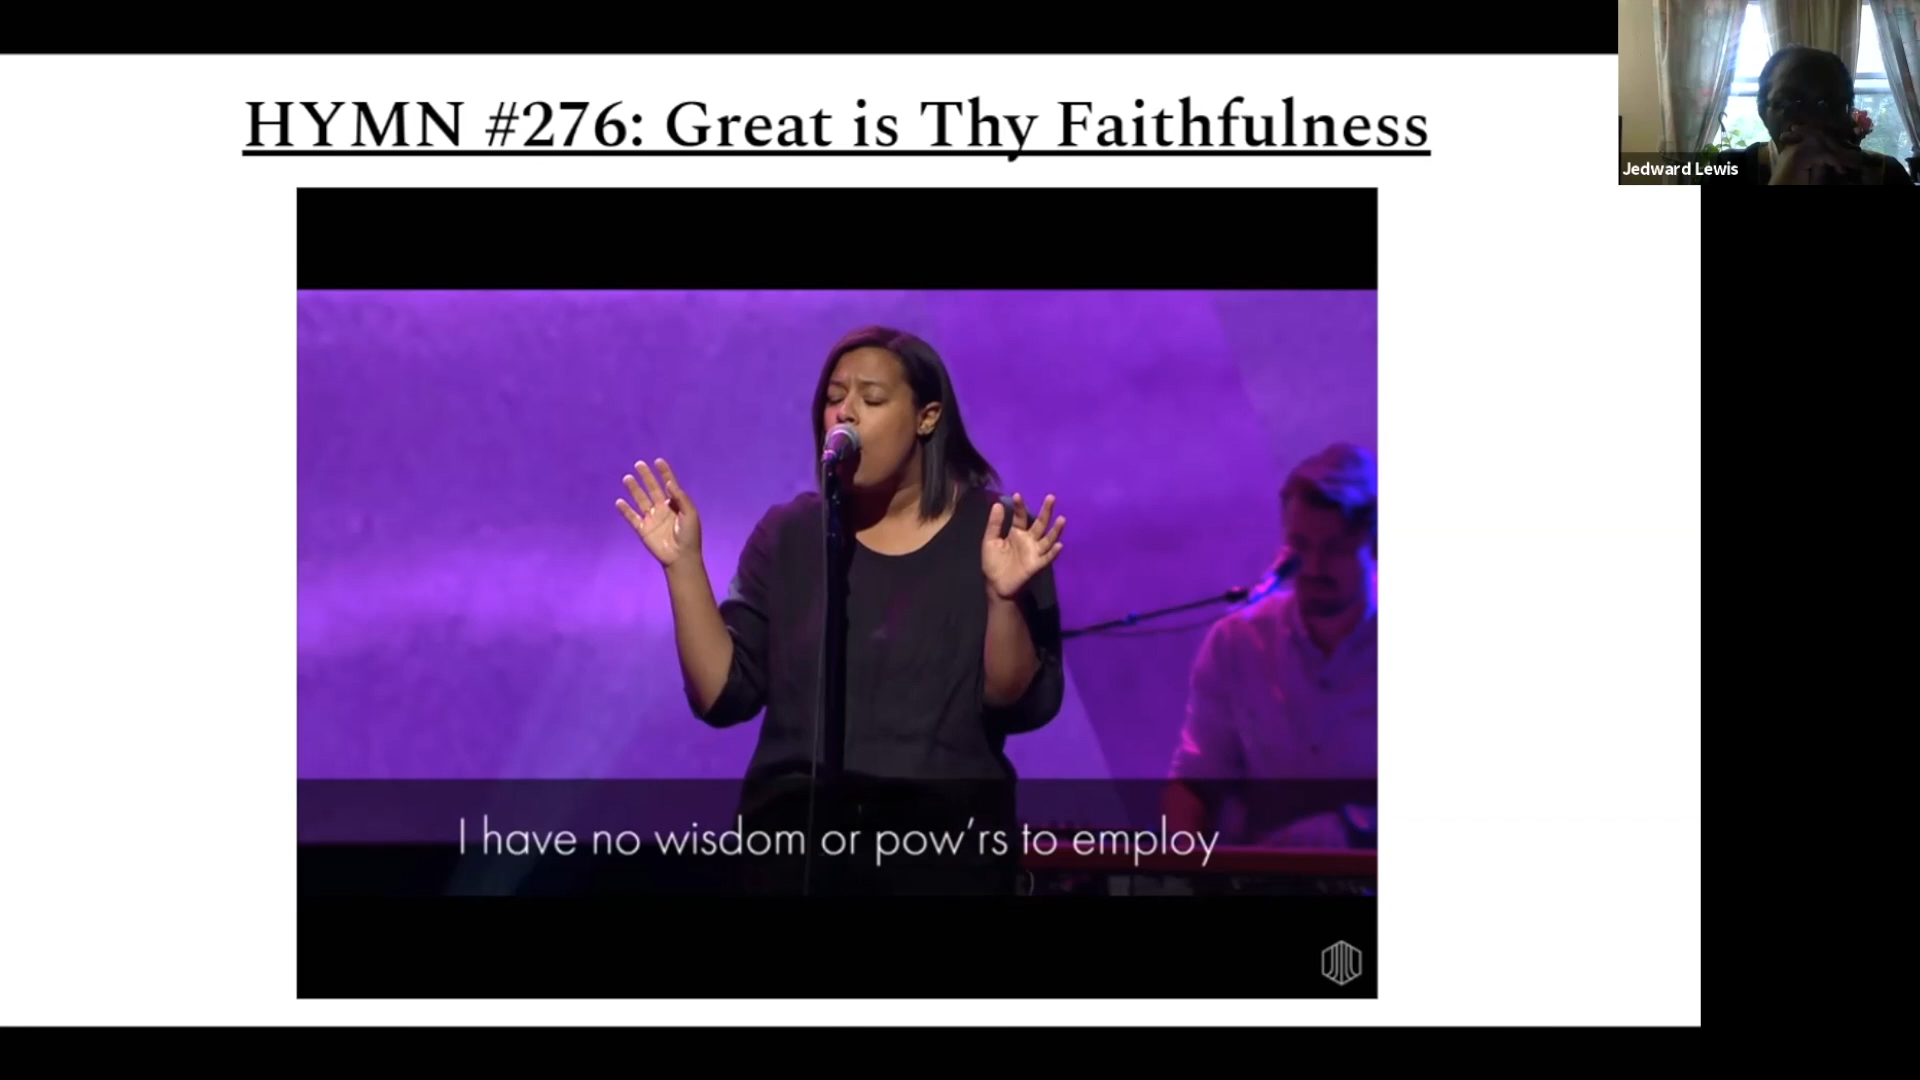 HYMN #276: Great is Thy Faithfulness
Jedward Lewis
I have no wisdom or pow'rs to employ